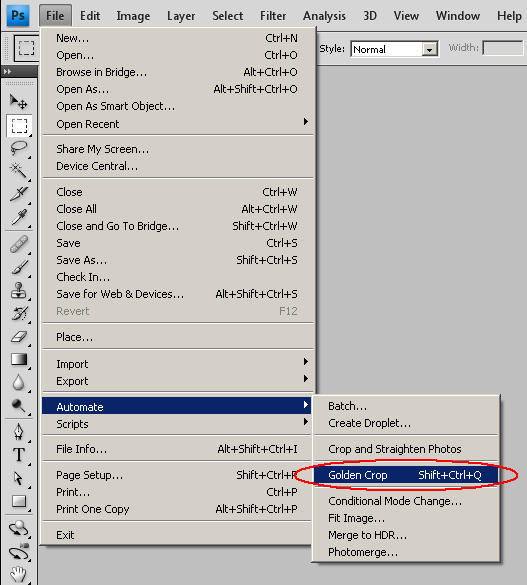 Ps File Edit Image Layer Select Filter Analysis 3D View Window Help
Style: Normal Width:
New... Ctrl+N
Open... Ctrl+O
Browse in Bridge... Alt+Ctrl+O
Open As... Alt+Shift+Ctrl+O
Open As Smart Object...
Open Recent
Share My Screen...
Device Central...
Close Ctrl+W
Close All Alt+Ctrl+W
Close and Go To Bridge... Shift+Ctrl+W
Save Ctrl+S
Save As... Shift+Ctrl+S
Check In...
Save for Web & Devices... Alt+Shift+Ctrl+S
Revert F12
Place...
Import
Export
Automate
Scripts
File Info... Alt+Shift+Ctrl+I
Page Setup... Shift+Ctrl+P
Print... Ctrl+P
Print One Copy Alt+Shift+Ctrl+P
Exit
Batch...
Create Droplet...
Crop and Straighten Photos
Golden Crop Shift+Ctrl+Q
Conditional Mode Change...
Fit Image...
Merge to HDR...
Photomerge...